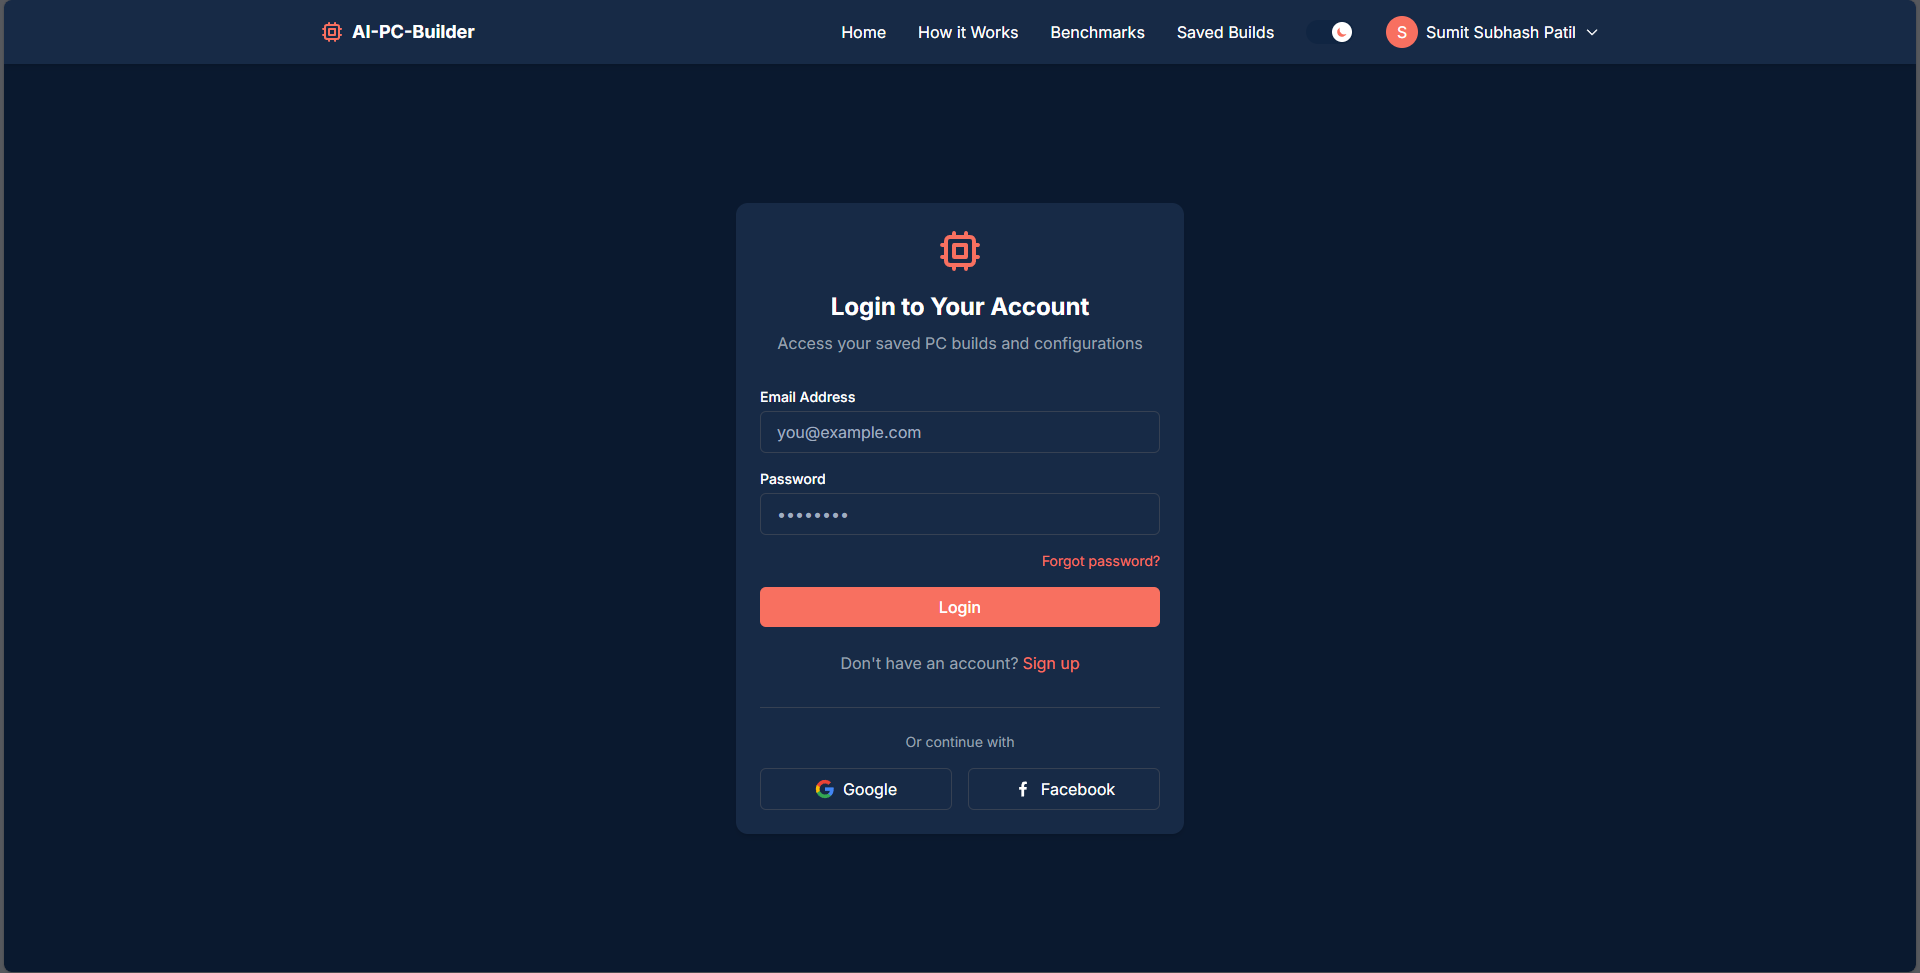 AI-PC-Builder Home How it Works Benchmarks Saved Builds S Sumit Subhash Patil
Login to Your Account
Access your saved PC builds and configurations
Email Address
you@example.com
Password
••••••••
Forgot password?
Login
Don't have an account? Sign up
Or continue with
Google Facebook